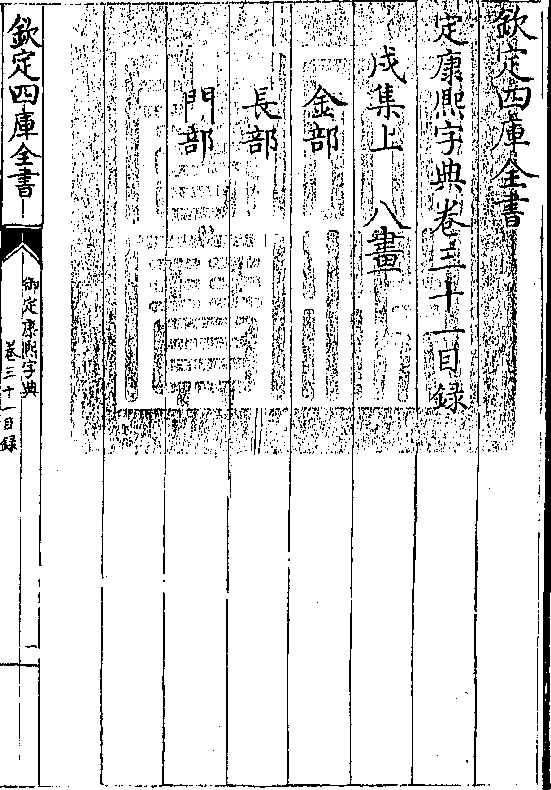 欽定四庫全書
定康熙字典卷三十一目録
戌集上 八畫
金部
長部
門部
欽定四庫全書
御定康熙字典
卷三十一目録
一